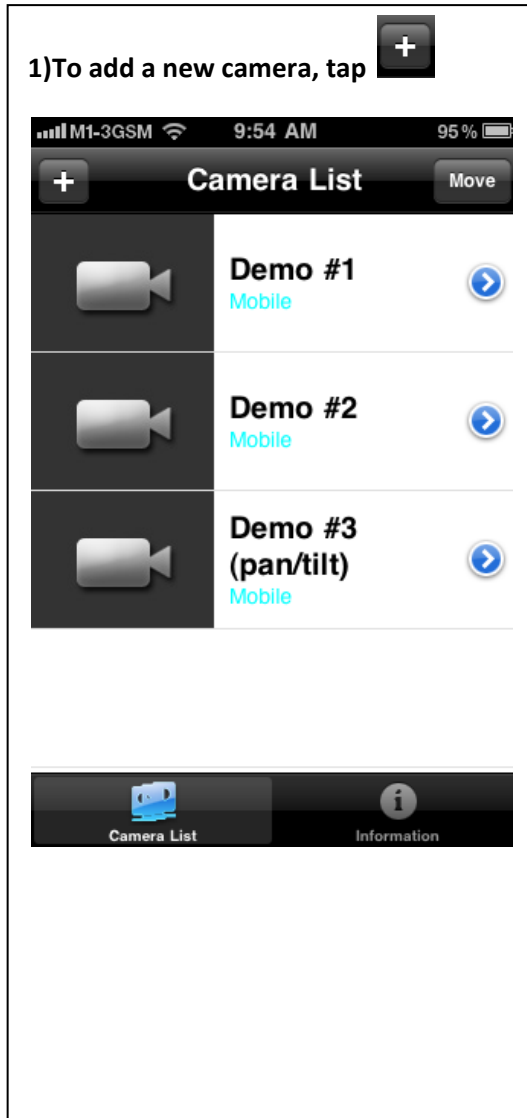 1)To add a new camera, tap +
M1-3GSM 9:54 AM 95%
+ Camera List Move
Demo #1
Mobile
Demo #2
Mobile
Demo #3
(pan/tilt)
Mobile
Camera List Information